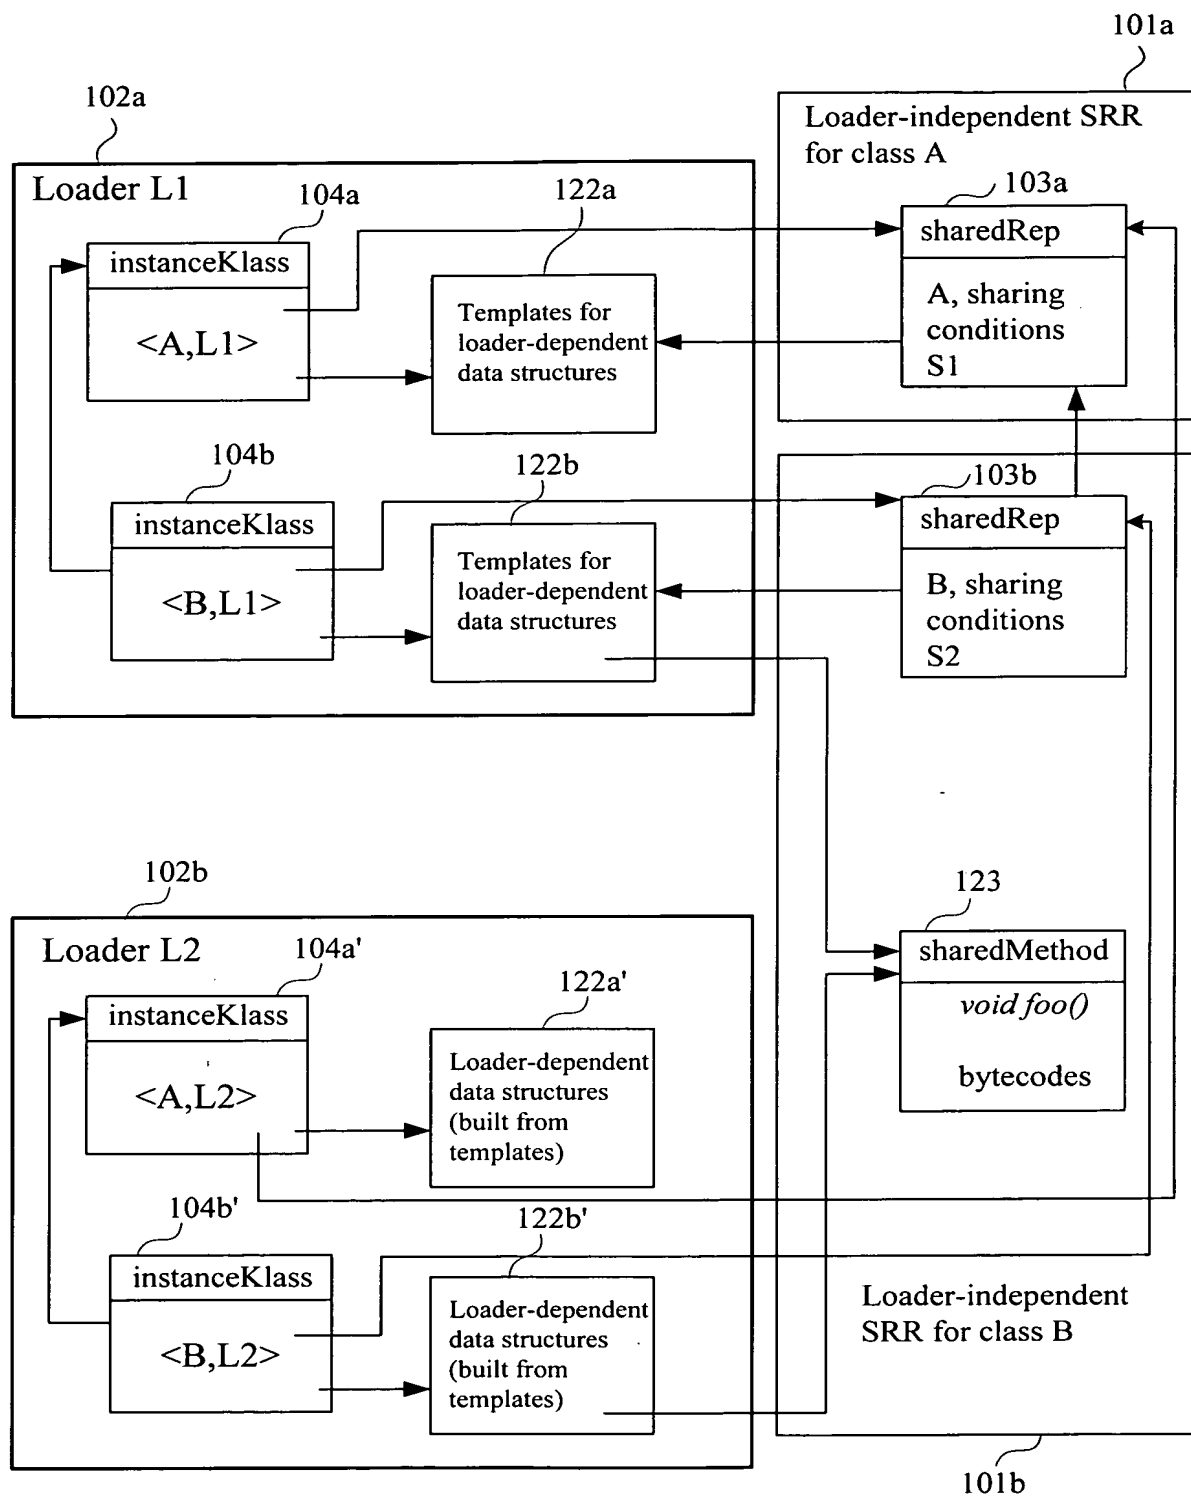 101a
102a
Loader-independent SRR
for class A
Loader L1
104a
122a
103a
instanceKlass
<A,L1>
Templates for
loader-dependent
data structures
sharedRep
A, sharing
conditions
S1
104b
122b
103b
instanceKlass
<B,L1>
Templates for
loader-dependent
data structures
sharedRep
B, sharing
conditions
S2
102b
123
Loader L2
104a'
122a'
sharedMethod
void foo()
bytecodes
instanceKlass
<A,L2>
Loader-dependent
data structures
(built from
templates)
104b'
122b'
instanceKlass
<B,L2>
Loader-dependent
data structures
(built from
templates)
Loader-independent
SRR for class B
101b